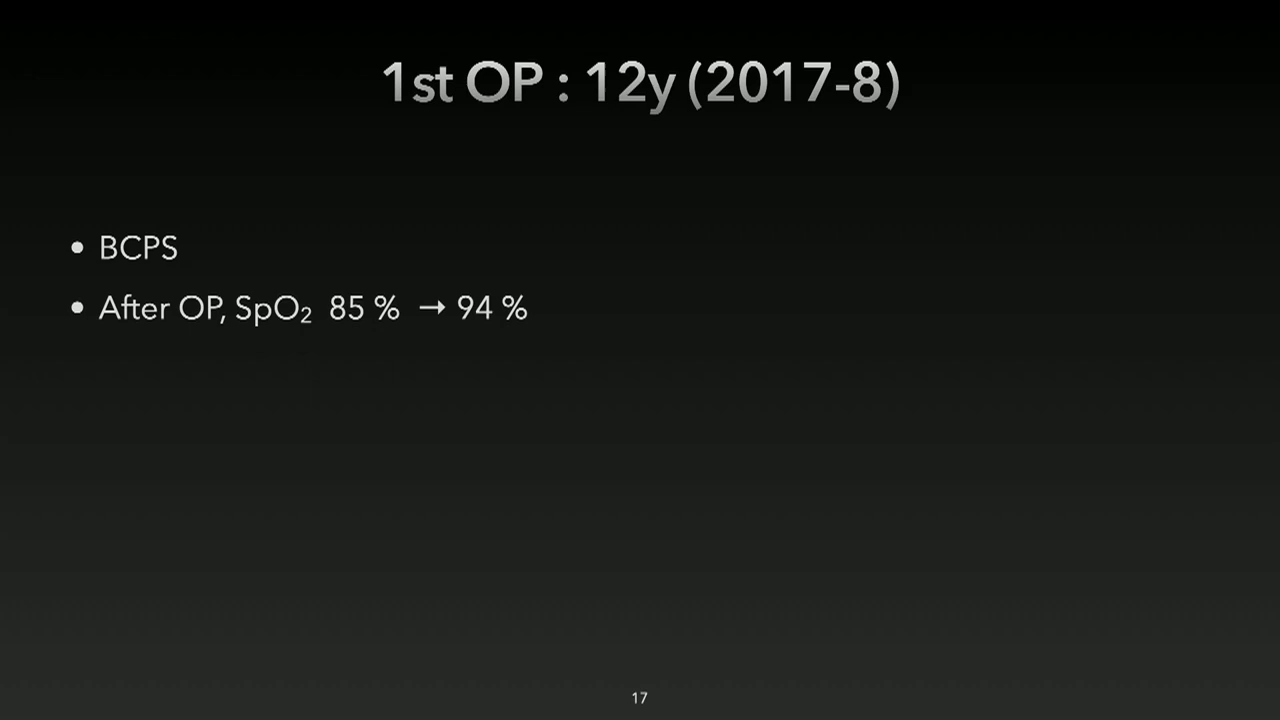 1st OP : 12y (2017-8)
• BCPS
• After OP, SpO₂ 85 % → 94 %
17